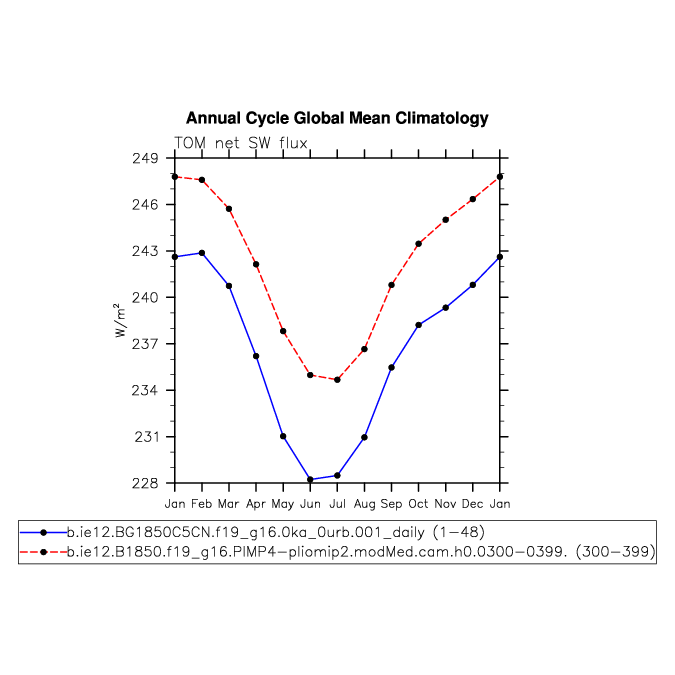 Annual Cycle Global Mean Climatology
TOM net SW flux
249
246
243
240
237
234
231
228
W/m²
Jan Feb Mar Apr May Jun Jul Aug Sep Oct Nov Dec Jan
b.ie12.BG1850C5CN.f19_g16.0ka_0urb.001_daily (1-48)
b.ie12.B1850.f19_g16.PlMP4-pliomip2.modMed.cam.h0.0300-0399. (300-399)